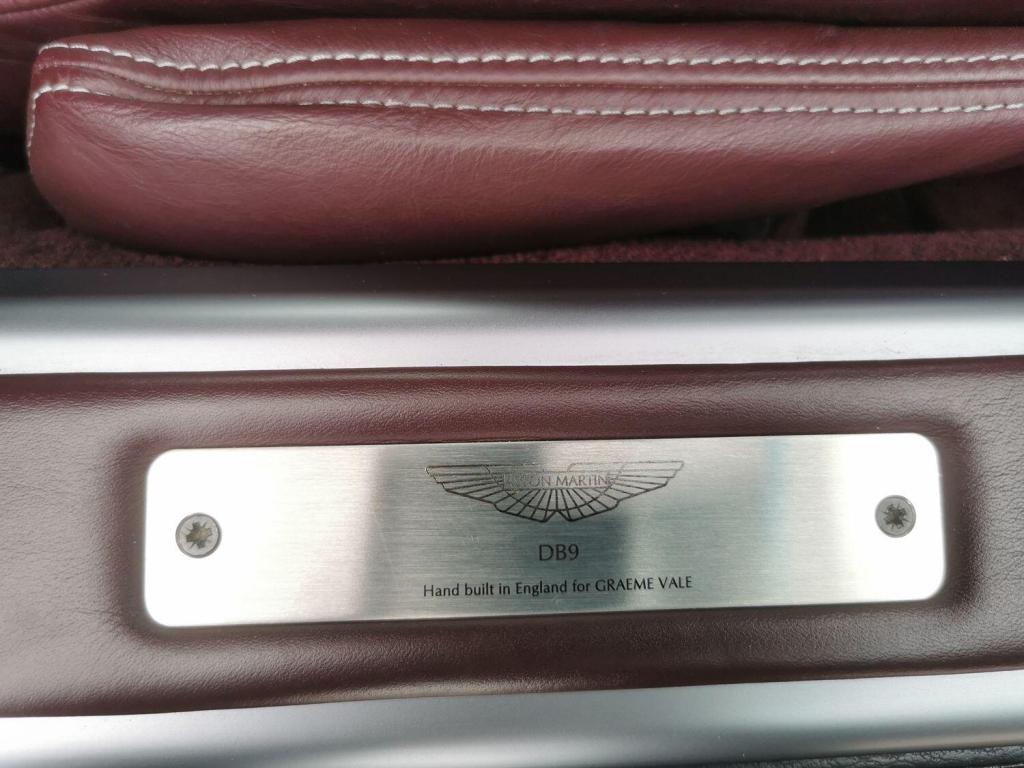 ASTON MARTIN
DB9
Hand built in England for GRAEME VALE